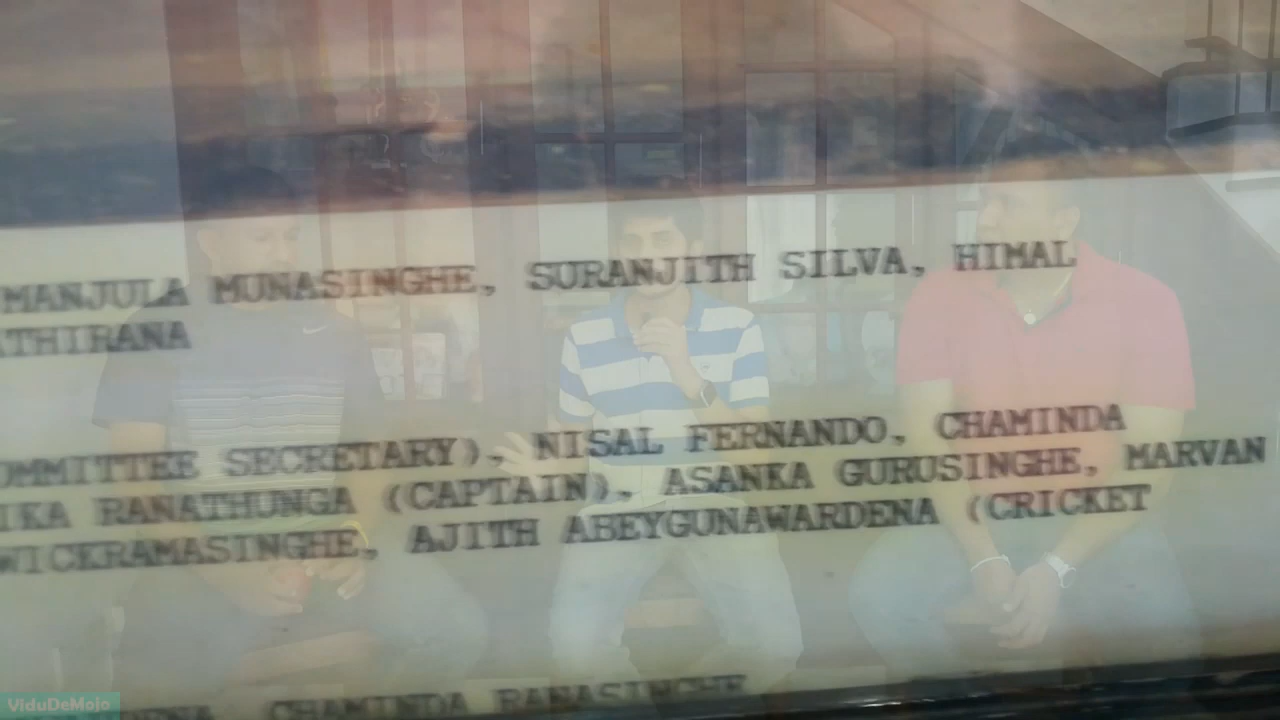 MANJULA MUNASINGHE, SURANJITH SILVA, HIMAL
ATHIRANA
OMMITTEE SECRETARY), NISAL FERNANDO, CHAMINDA
IKA RANATHUNGA (CAPTAIN), ASANKA GURUSINGHE, MARVAN
WICKRAMASINGHE, AJITH ABEYGUNAWARDENA (CRICKET
CHAMINDA RANASINGHE
ViduDeMojo